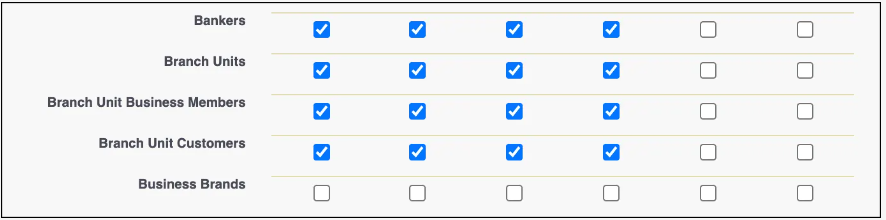 Bankers
Branch Units
Branch Unit Business Members
Branch Unit Customers
Business Brands